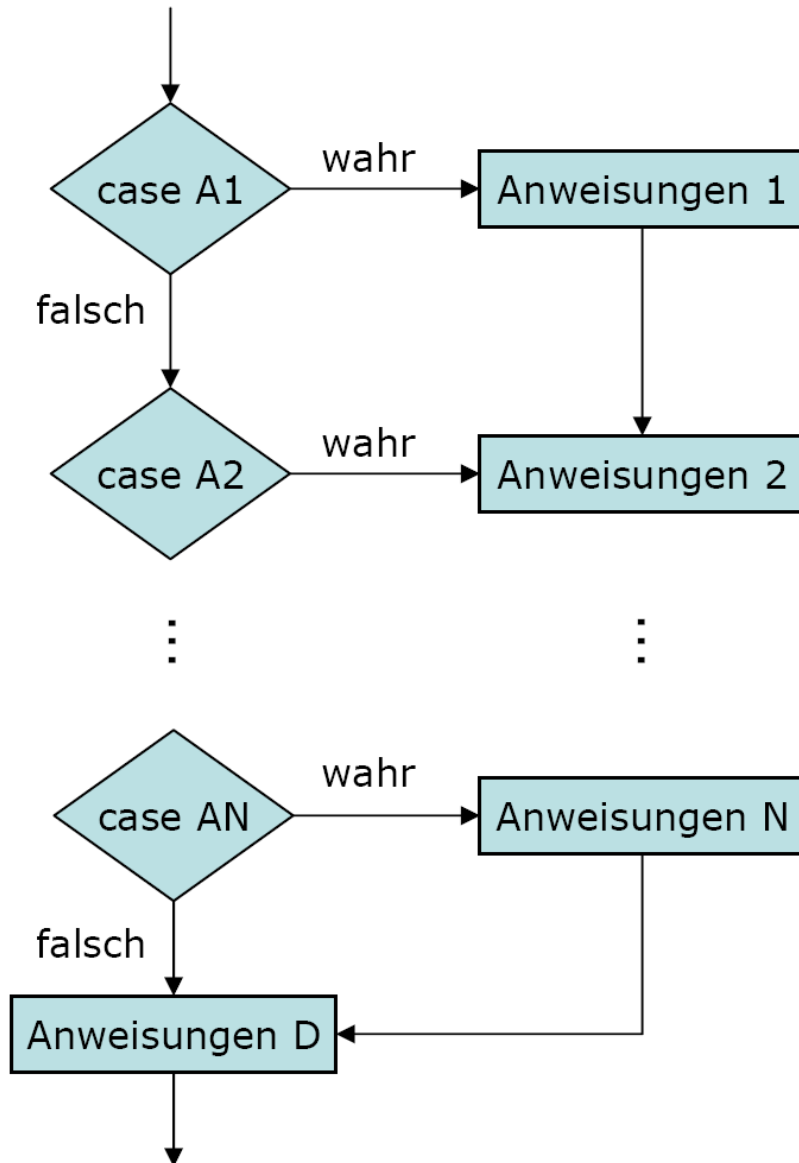 wahr
case A1
Anweisungen 1
falsch
wahr
case A2
Anweisungen 2
wahr
case AN
Anweisungen N
falsch
Anweisungen D